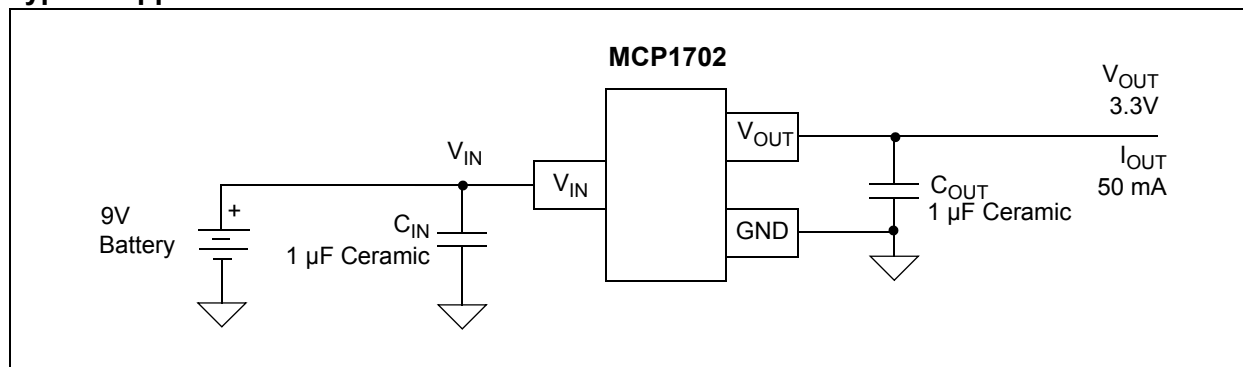 MCP1702
V_OUT
3.3V
I_OUT
50 mA
V_OUT
V_IN
V_IN
C_OUT
1 µF Ceramic
9V
Battery
+
C_IN
1 µF Ceramic
GND